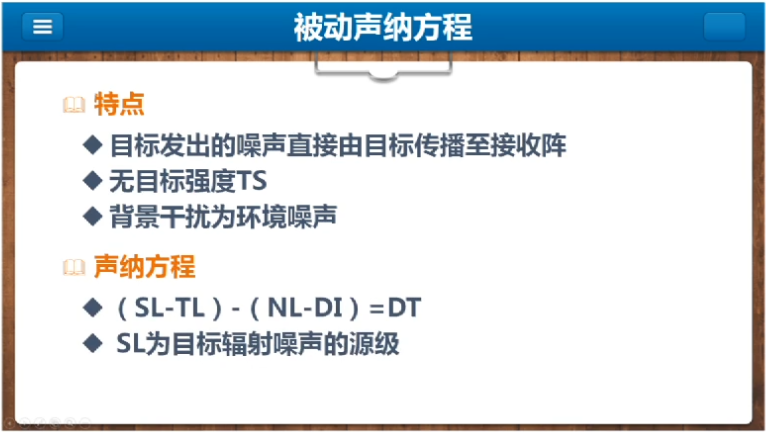 被动声纳方程
特点
◆ 目标发出的噪声直接由目标传播至接收阵
◆ 无目标强度TS
◆ 背景干扰为环境噪声
声纳方程
◆ （SL-TL）-（NL-DI）=DT
◆ SL为目标辐射噪声的源级